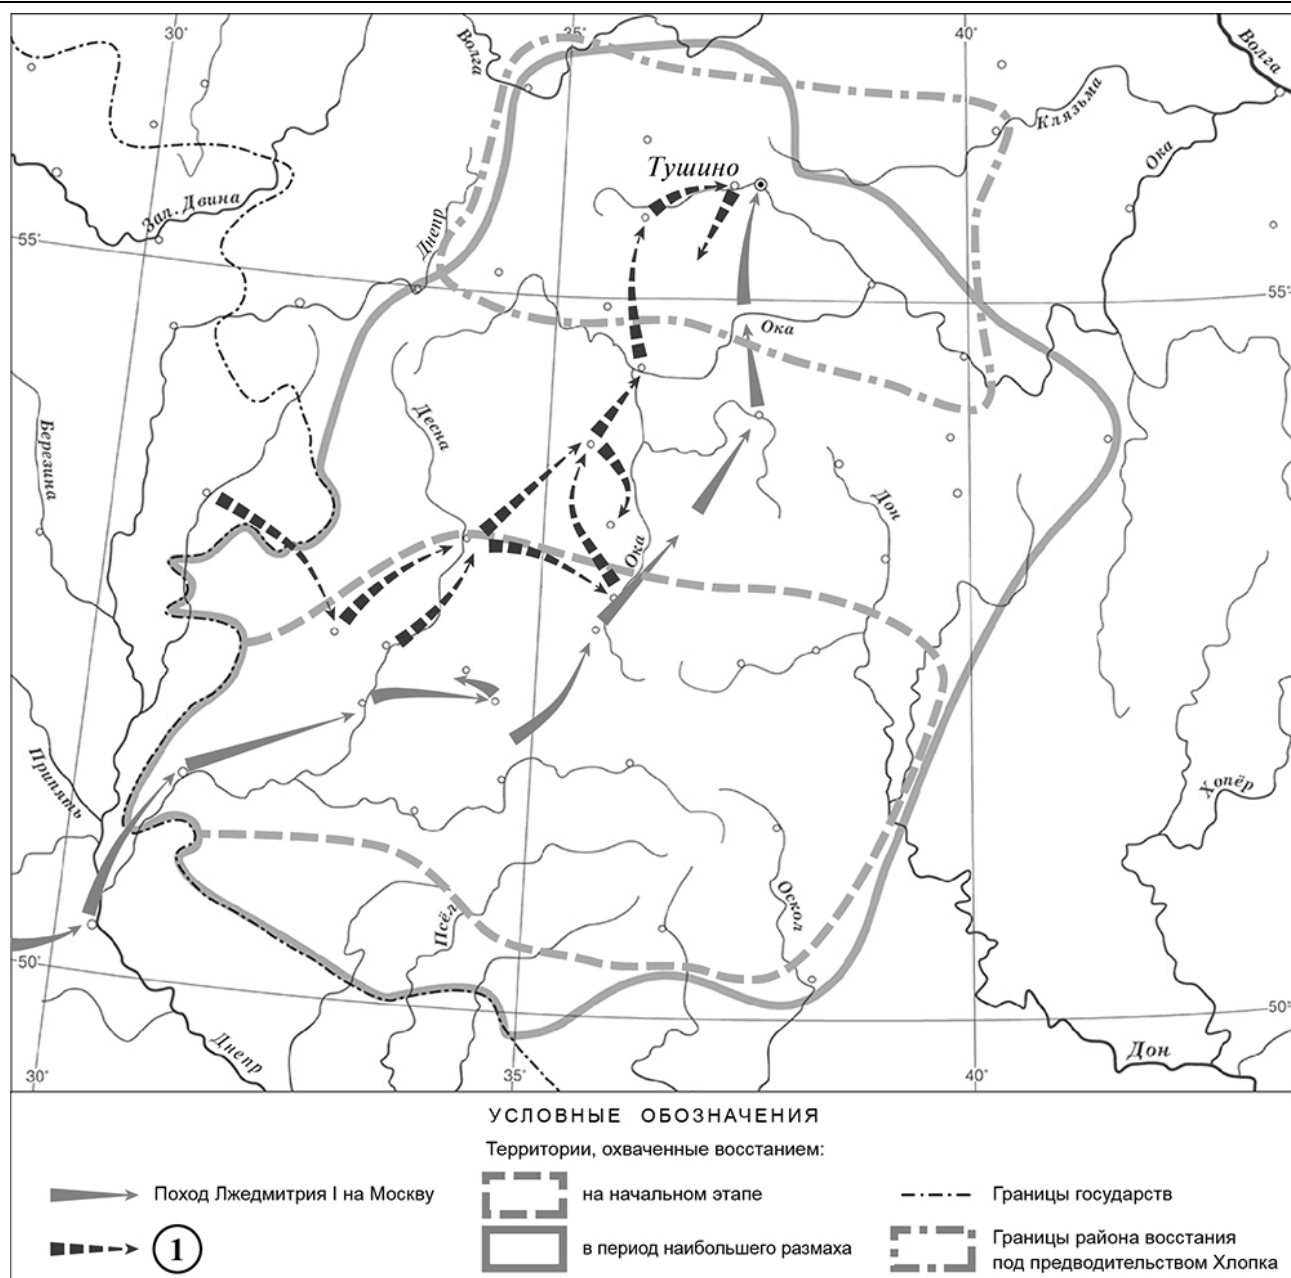 30°
35°
40°
Волга
Волга
Клязьма
Ока
Тушино
Зап. Двина
Днепр
55°
55°
Ока
Десна
Березина
Дон
Ока
Припять
Хопёр
Оскол
Псёл
50°
50°
Днепр
Дон
30°
35°
40°
УСЛОВНЫЕ ОБОЗНАЧЕНИЯ
Территории, охваченные восстанием:
Поход Лжедмитрия I на Москву
на начальном этапе
Границы государств
1
в период наибольшего размаха
Границы района восстания
под предводительством Хлопка